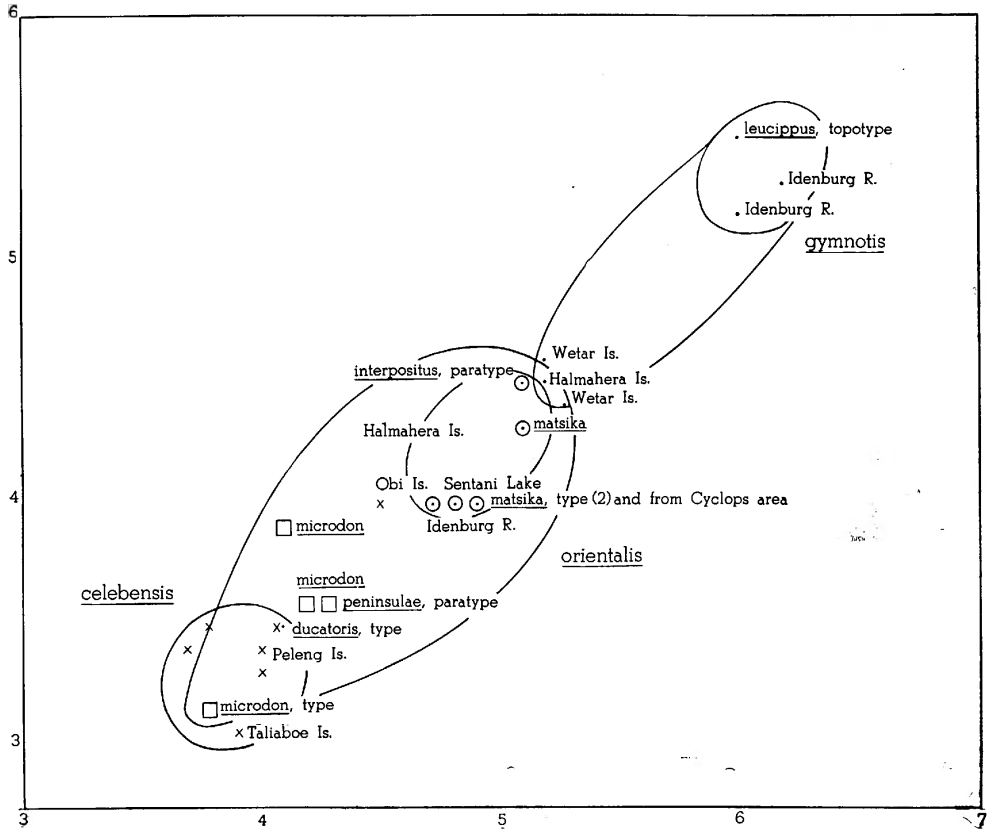 6
leucippus, topotype
Idenburg R.
Idenburg R.
gymnotis
5
Wetar Is.
interpositus, paratype
Halmahera Is.
Wetar Is.
Halmahera Is.
matsika
Obi Is.
Sentani Lake
4
matsika, type (2) and from Cyclops area
Idenburg R.
microdon
orientalis
microdon
celebensis
peninsulae, paratype
ducatoris, type
Peleng Is.
microdon, type
Taliaboe Is.
3
3
4
5
6
7